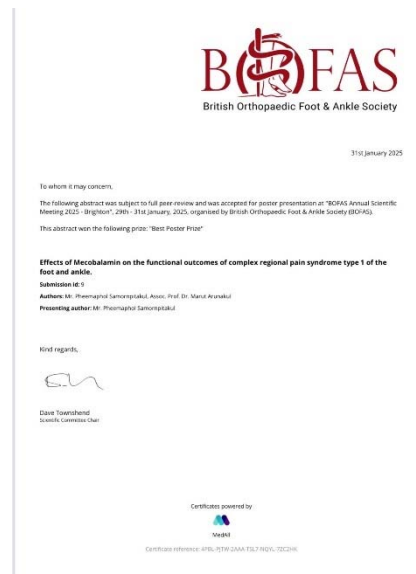 BOFAS
British Orthopaedic Foot & Ankle Society
31st January 2025
To whom it may concern,
The following abstract was subject to full peer-review and was accepted for poster presentation at "BOFAS Annual Scientific
Meeting 2025 - Brighton", 29th - 31st January, 2025, organised by British Orthopaedic Foot & Ankle Society (BOFAS).
This abstract won the following prize: "Best Poster Prize"
Effects of Mecobalamin on the functional outcomes of complex regional pain syndrome type 1 of the
foot and ankle.
Submission id: 9
Authors: Mr. Pheemaphol Samornpitakul, Assoc. Prof. Dr. Marut Arunakul
Presenting author: Mr. Pheemaphol Samornpitakul
Kind regards,
Dave Townshend
Scientific Committee Chair
Certificates powered by
MedAll
Certificate reference: